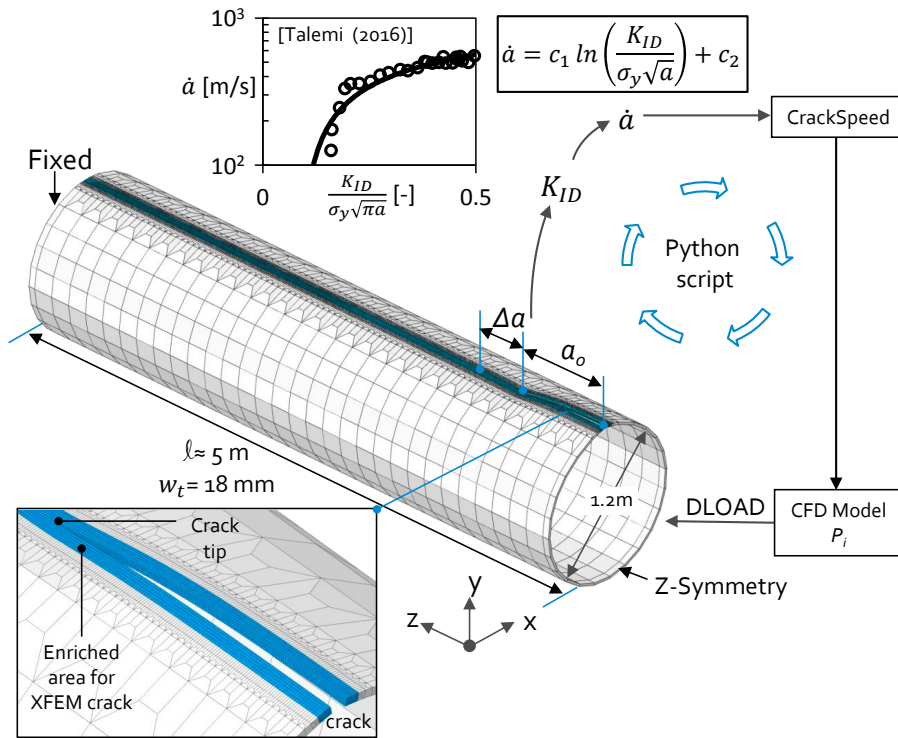 [Talemi (2016)]
10³
ȧ [m/s]
10²
0
K_ID / σ_y√πa [-]
0.5
ȧ = c₁ ln (K_ID / σ_y√a) + c₂
ȧ
CrackSpeed
K_ID
Python
script
Fixed
Δa
a_o
ℓ≈ 5 m
w_t= 18 mm
1.2m
DLOAD
CFD Model
P_i
Z-Symmetry
y
z
x
Crack
tip
Enriched
area for
XFEM crack
crack